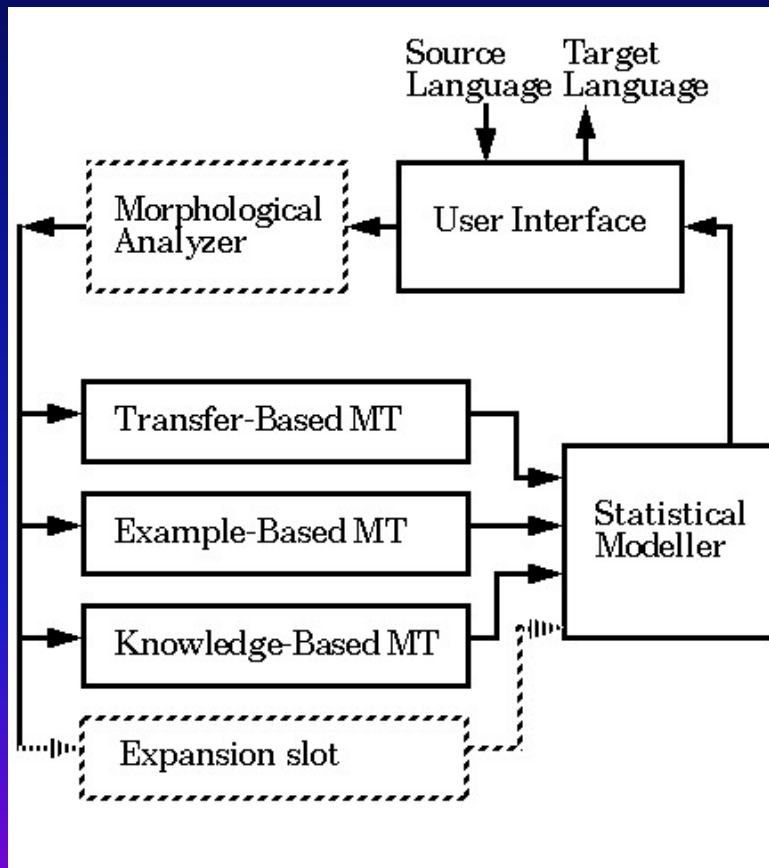 Source
Language
Target
Language
Morphological
Analyzer
User Interface
Transfer-Based MT
Example-Based MT
Knowledge-Based MT
Expansion slot
Statistical
Modeller